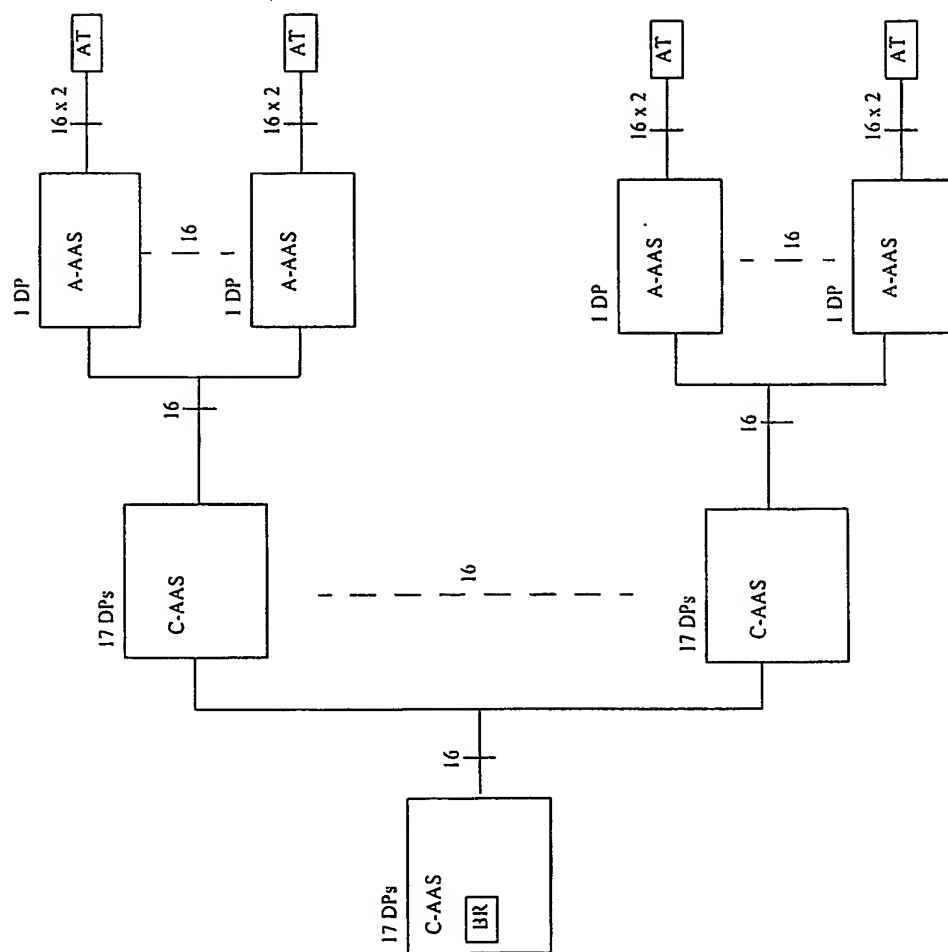 1 DP
A-AAS
16 x 2
AT
17 DPs
C-AAS
16
16
1 DP
A-AAS
16 x 2
AT
17 DPs
C-AAS
BR
16
16
1 DP
A-AAS
16 x 2
AT
17 DPs
C-AAS
16
16
1 DP
A-AAS
16 x 2
AT